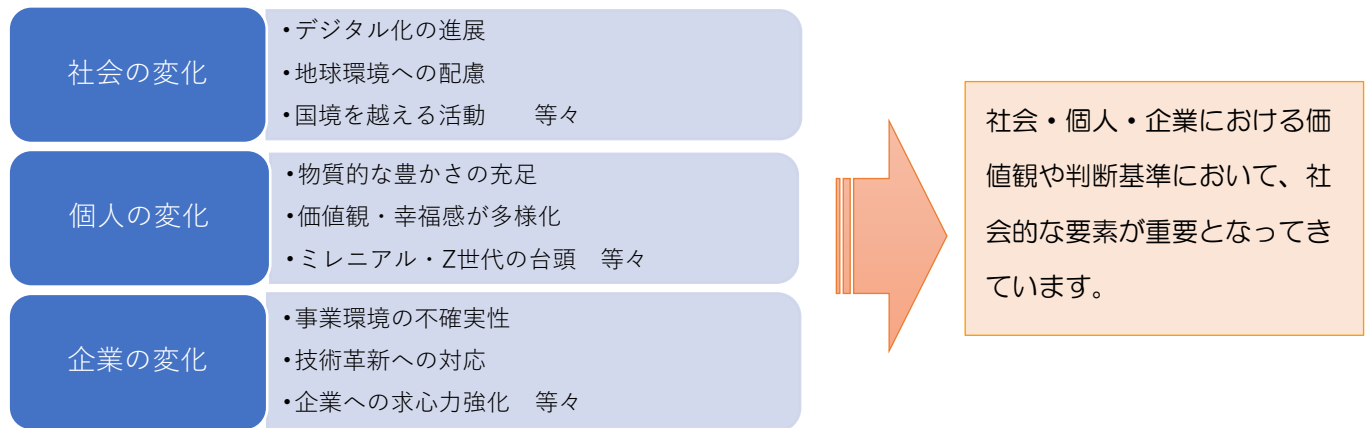 社会の変化
・デジタル化の進展
・地球環境への配慮
・国境を越える活動　　等々
個人の変化
・物質的な豊かさの充足
・価値観・幸福感が多様化
・ミレニアル・Z世代の台頭　等々
企業の変化
・事業環境の不確実性
・技術革新への対応
・企業への求心力強化　等々
社会・個人・企業における価
値観や判断基準において、社
会的な要素が重要となってき
ています。